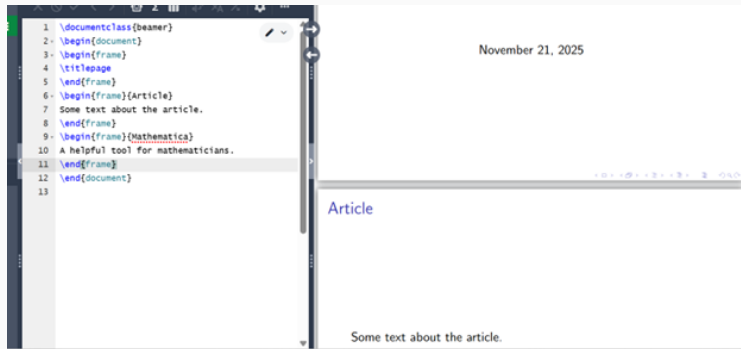 1 \documentclass{beamer}
2 \begin{document}
3 \begin{frame}
4 \titlepage
5 \end{frame}
6 \begin{frame}{Article}
7 Some text about the article.
8 \end{frame}
9 \begin{frame}{Mathematica}
10 A helpful tool for mathematicians.
11 \end{frame}
12 \end{document}
13
November 21, 2025
Article
Some text about the article.